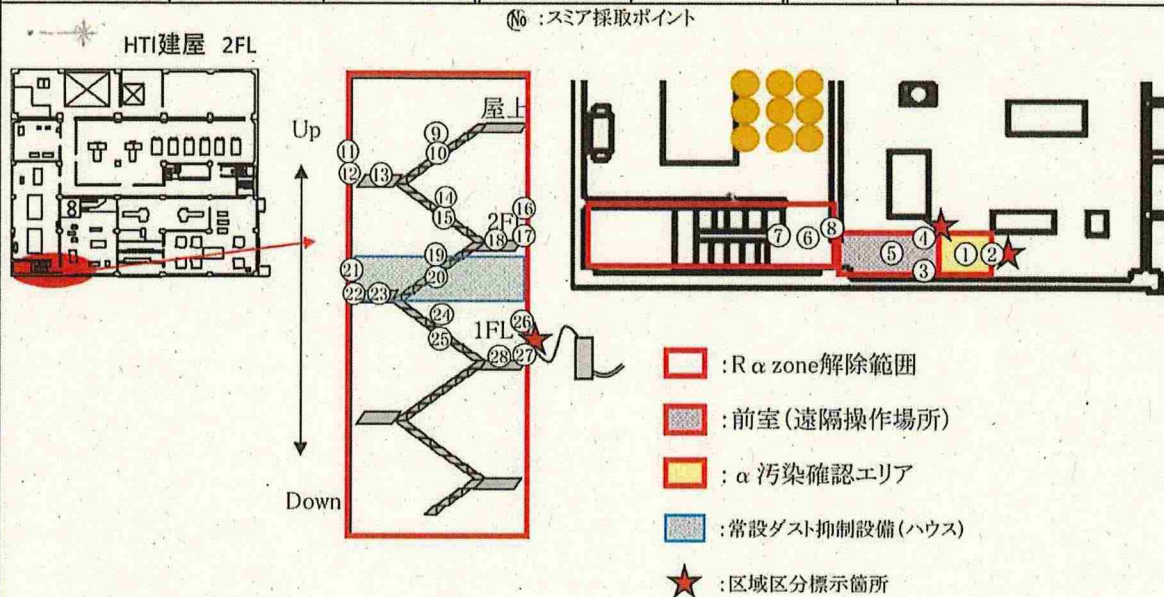 No :スミア採取ポイント
HTI建屋 2FL
Up
Down
屋上
⑨
⑩
⑪
⑫
⑬
⑭
⑮
⑯
2F
⑰
⑱
⑲
⑳
㉑
㉒
㉓
㉔
㉕
1FL
㉖
㉗
㉘
⑦
⑥
⑧
⑤
④
③
①
②
:Rαzone解除範囲
:前室(遠隔操作場所)
:α汚染確認エリア
:常設ダスト抑制設備(ハウス)
:区域区分標示箇所